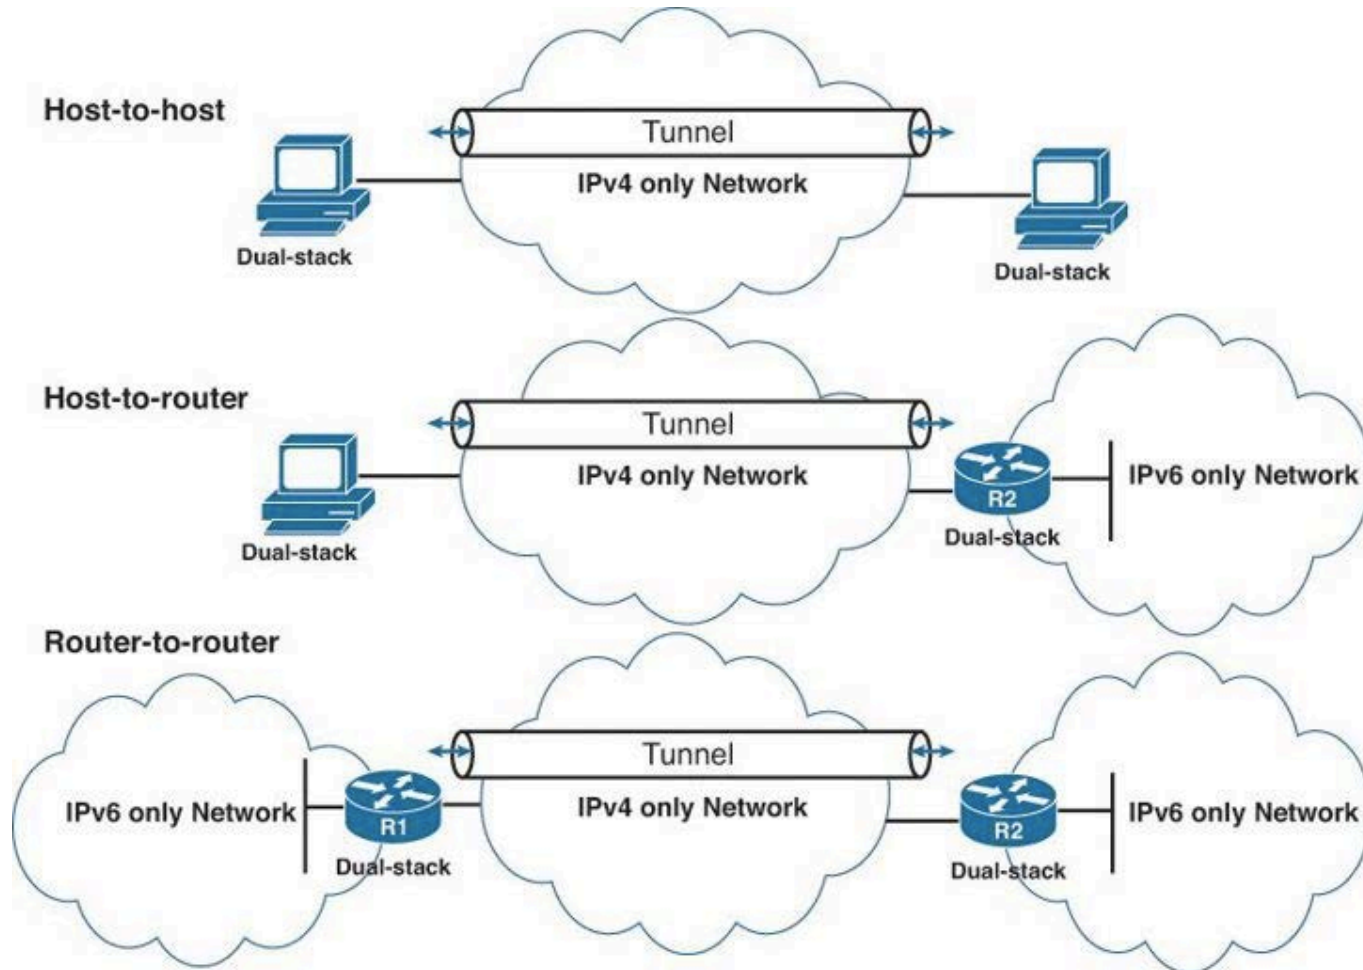 Host-to-host
Tunnel
IPv4 only Network
Dual-stack
Dual-stack
Host-to-router
Tunnel
IPv4 only Network
R2
IPv6 only Network
Dual-stack
Dual-stack
Router-to-router
Tunnel
IPv6 only Network
R1
IPv4 only Network
R2
IPv6 only Network
Dual-stack
Dual-stack